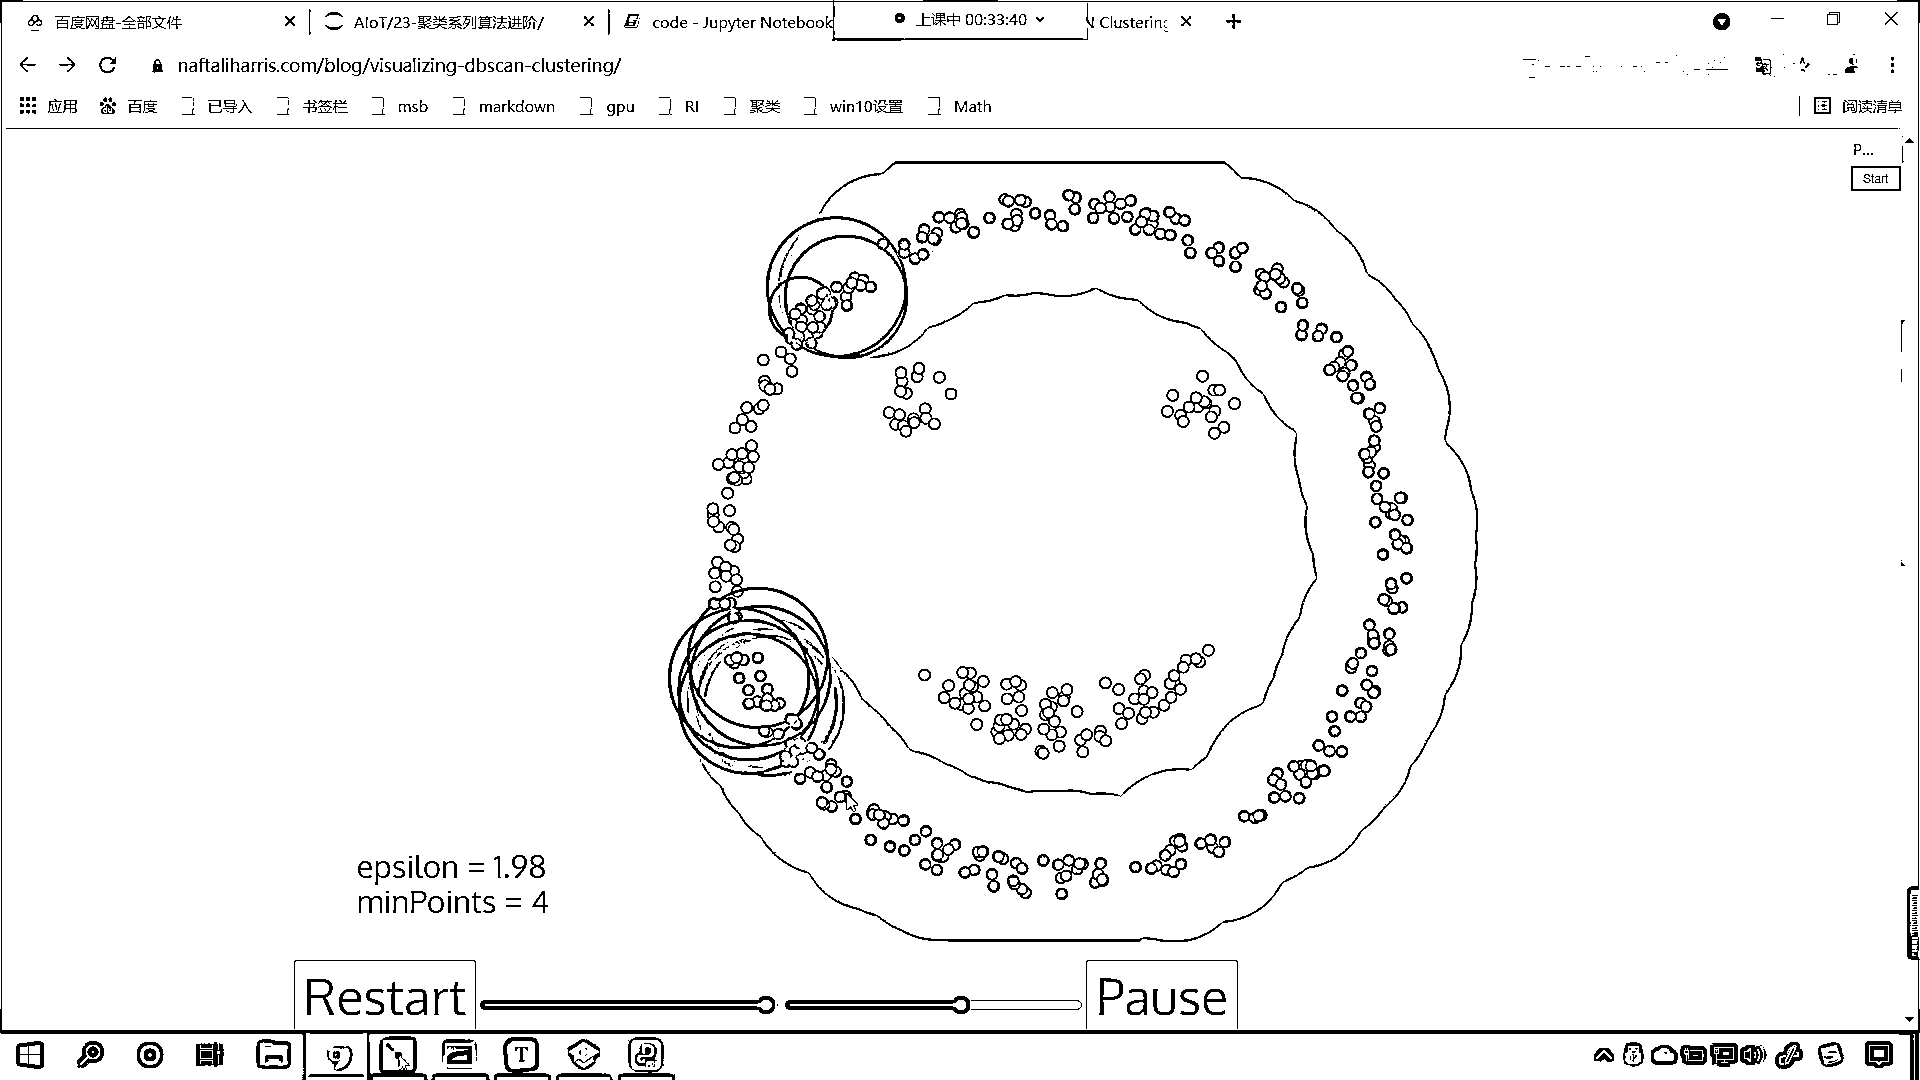 百度网盘-全部文件
AIoT/23-聚类系列算法进阶/
code - Jupyter Notebook
上课中 00:33:40
Clustering
naftaliharris.com/blog/visualizing-dbscan-clustering/
应用 百度 已导入 书签栏 msb markdown gpu RI 聚类 win10设置 Math 阅读清单
P...
Start
epsilon = 1.98
minPoints = 4
Restart Pause